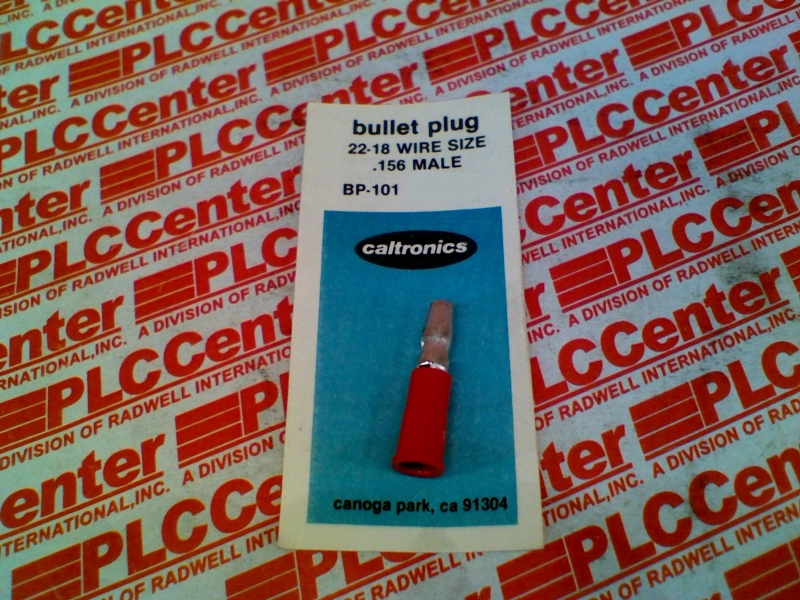 bullet plug
22-18 WIRE SIZE
.156 MALE
BP-101
caltronics
canoga park, ca 91304
PLCCenter
A DIVISION OF RADWELL INTERNATIONAL, INC.